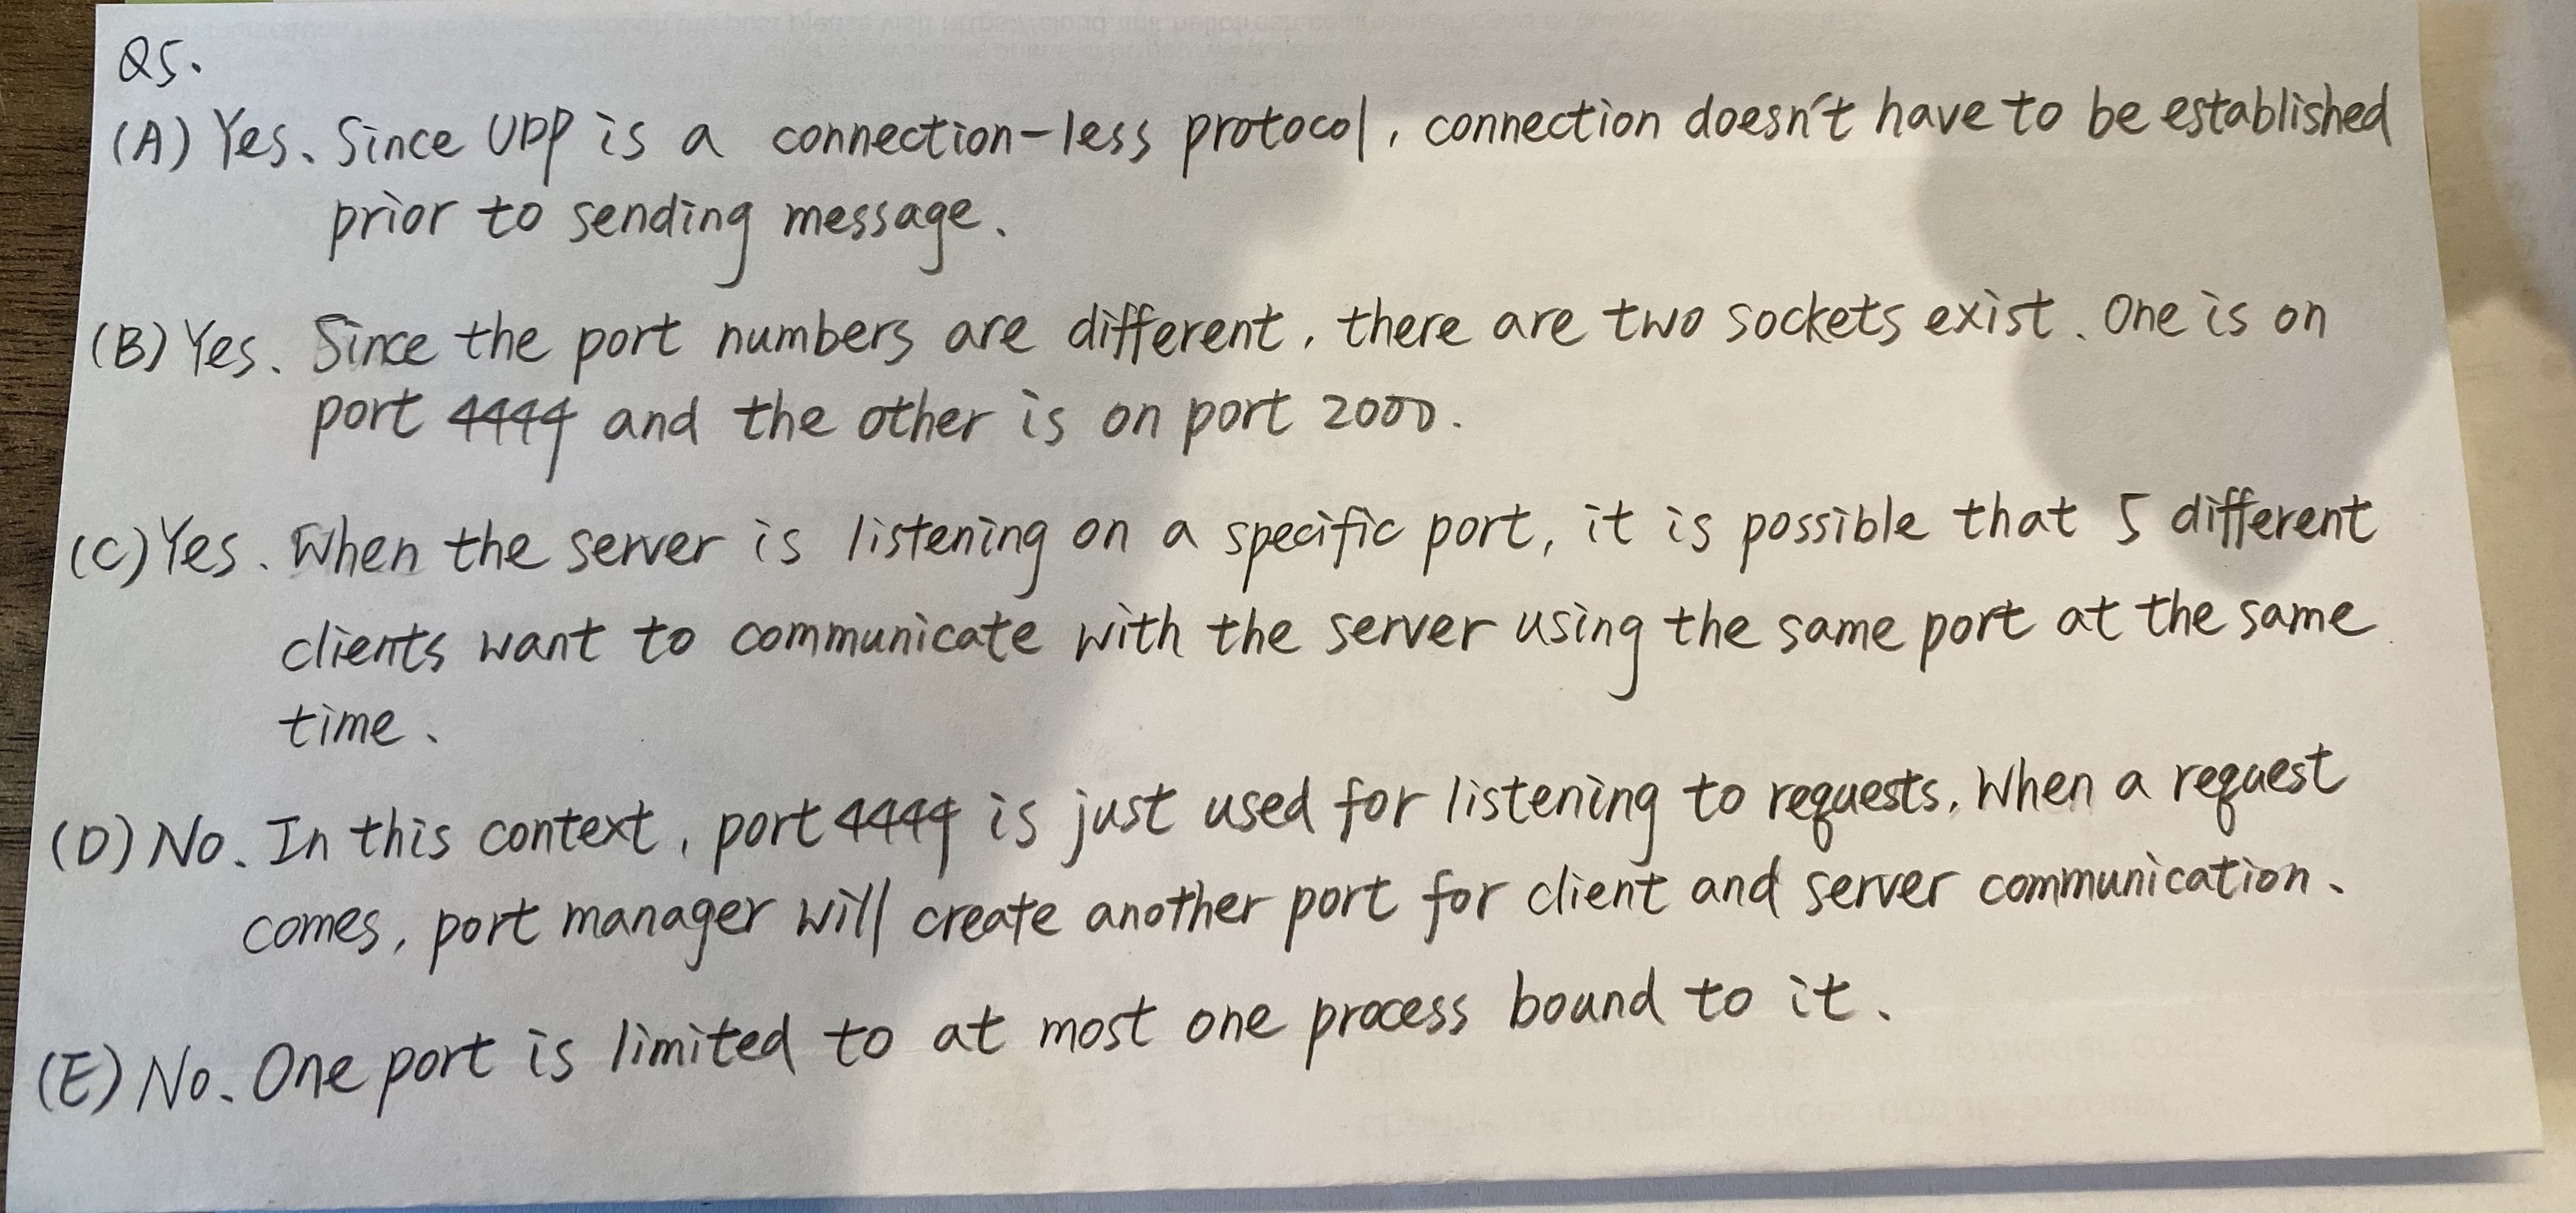 Q5.
(A) Yes. Since UDP is a connection-less protocol, connection doesn't have to be established
prior to sending message.
(B) Yes. Since the port numbers are different, there are two sockets exist. One is on
port 4444 and the other is on port 2000.
(C) Yes. When the server is listening on a specific port, it is possible that 5 different
clients want to communicate with the server using the same port at the same
time.
(D) No. In this context, port 4444 is just used for listening to requests. When a request
comes, port manager will create another port for client and server communication.
(E) No. One port is limited to at most one process bound to it.